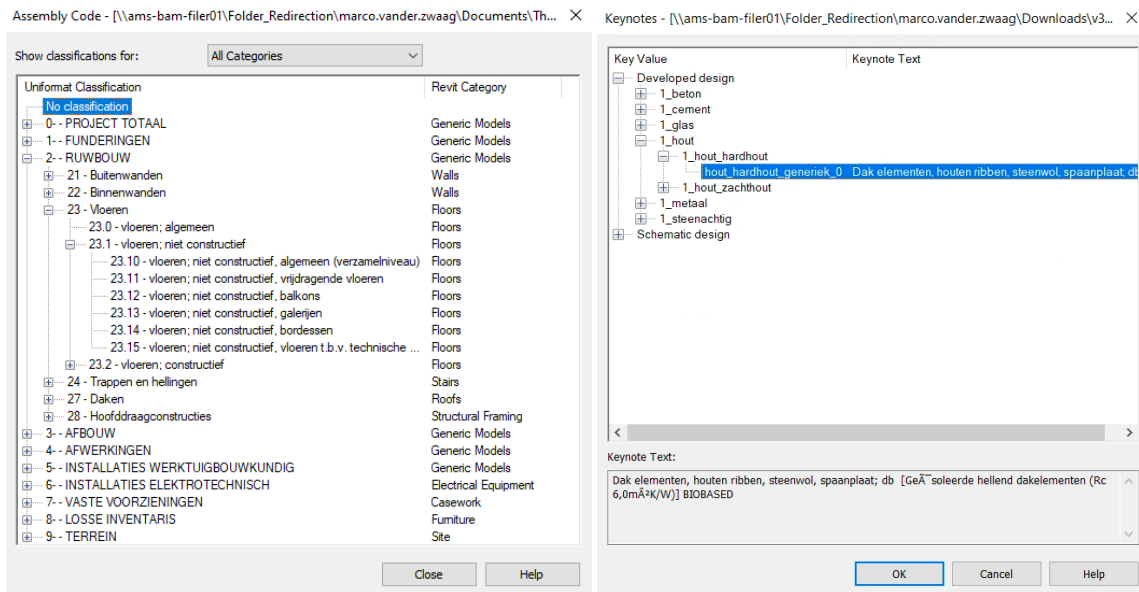 Assembly Code - [\\ams-bam-filer01\Folder_Redirection\marco.vander.zwaag\Documents\Th...
Show classifications for: All Categories
Uniformat Classification Revit Category
No classification
0- - PROJECT TOTAAL Generic Models
1- - FUNDERINGEN Generic Models
2- - RUWBOUW Generic Models
21 - Buitenwanden Walls
22 - Binnenwanden Walls
23 - Vloeren Floors
23.0 - vloeren; algemeen Floors
23.1 - vloeren; niet constructief Floors
23.10 - vloeren; niet constructief, algemeen (verzamelniveau) Floors
23.11 - vloeren; niet constructief, vrijdragende vloeren Floors
23.12 - vloeren; niet constructief, balkons Floors
23.13 - vloeren; niet constructief, galerijen Floors
23.14 - vloeren; niet constructief, bordessen Floors
23.15 - vloeren; niet constructief, vloeren t.b.v. technische ... Floors
23.2 - vloeren; constructief Floors
24 - Trappen en hellingen Stairs
27 - Daken Roofs
28 - Hoofddraagconstructies Structural Framing
3- - AFBOUW Generic Models
4- - AFWERKINGEN Generic Models
5- - INSTALLATIES WERKTUIGBOUWKUNDIG Generic Models
6- - INSTALLATIES ELEKTROTECHNISCH Electrical Equipment
7- - VASTE VOORZIENINGEN Casework
8- - LOSSE INVENTARIS Furniture
9- - TERREIN Site
Close Help
Keynotes - [\\ams-bam-filer01\Folder_Redirection\marco.vander.zwaag\Downloads\v3...
Key Value Keynote Text
Developed design
1_beton
1_cement
1_glas
1_hout
1_hout_hardhout
hout_hardhout_generiek_0 Dak elementen, houten ribben, steenwol, spaanplaat; db
1_hout_zachthout
1_metaal
1_steenachtig
Schematic design
Keynote Text:
Dak elementen, houten ribben, steenwol, spaanplaat; db [GeÃ¯soleerde hellend dakelementen (Rc
6,0mÂ²K/W)] BIOBASED
OK Cancel Help